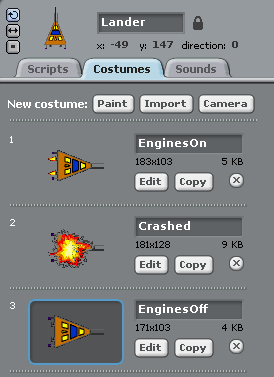 Lander
x: -49 y: 147 direction: 0
Scripts Costumes Sounds
New costume: Paint Import Camera
1
EnginesOn
183x103 5 KB
Edit Copy
2
Crashed
181x128 9 KB
Edit Copy
3
EnginesOff
171x103 4 KB
Edit Copy